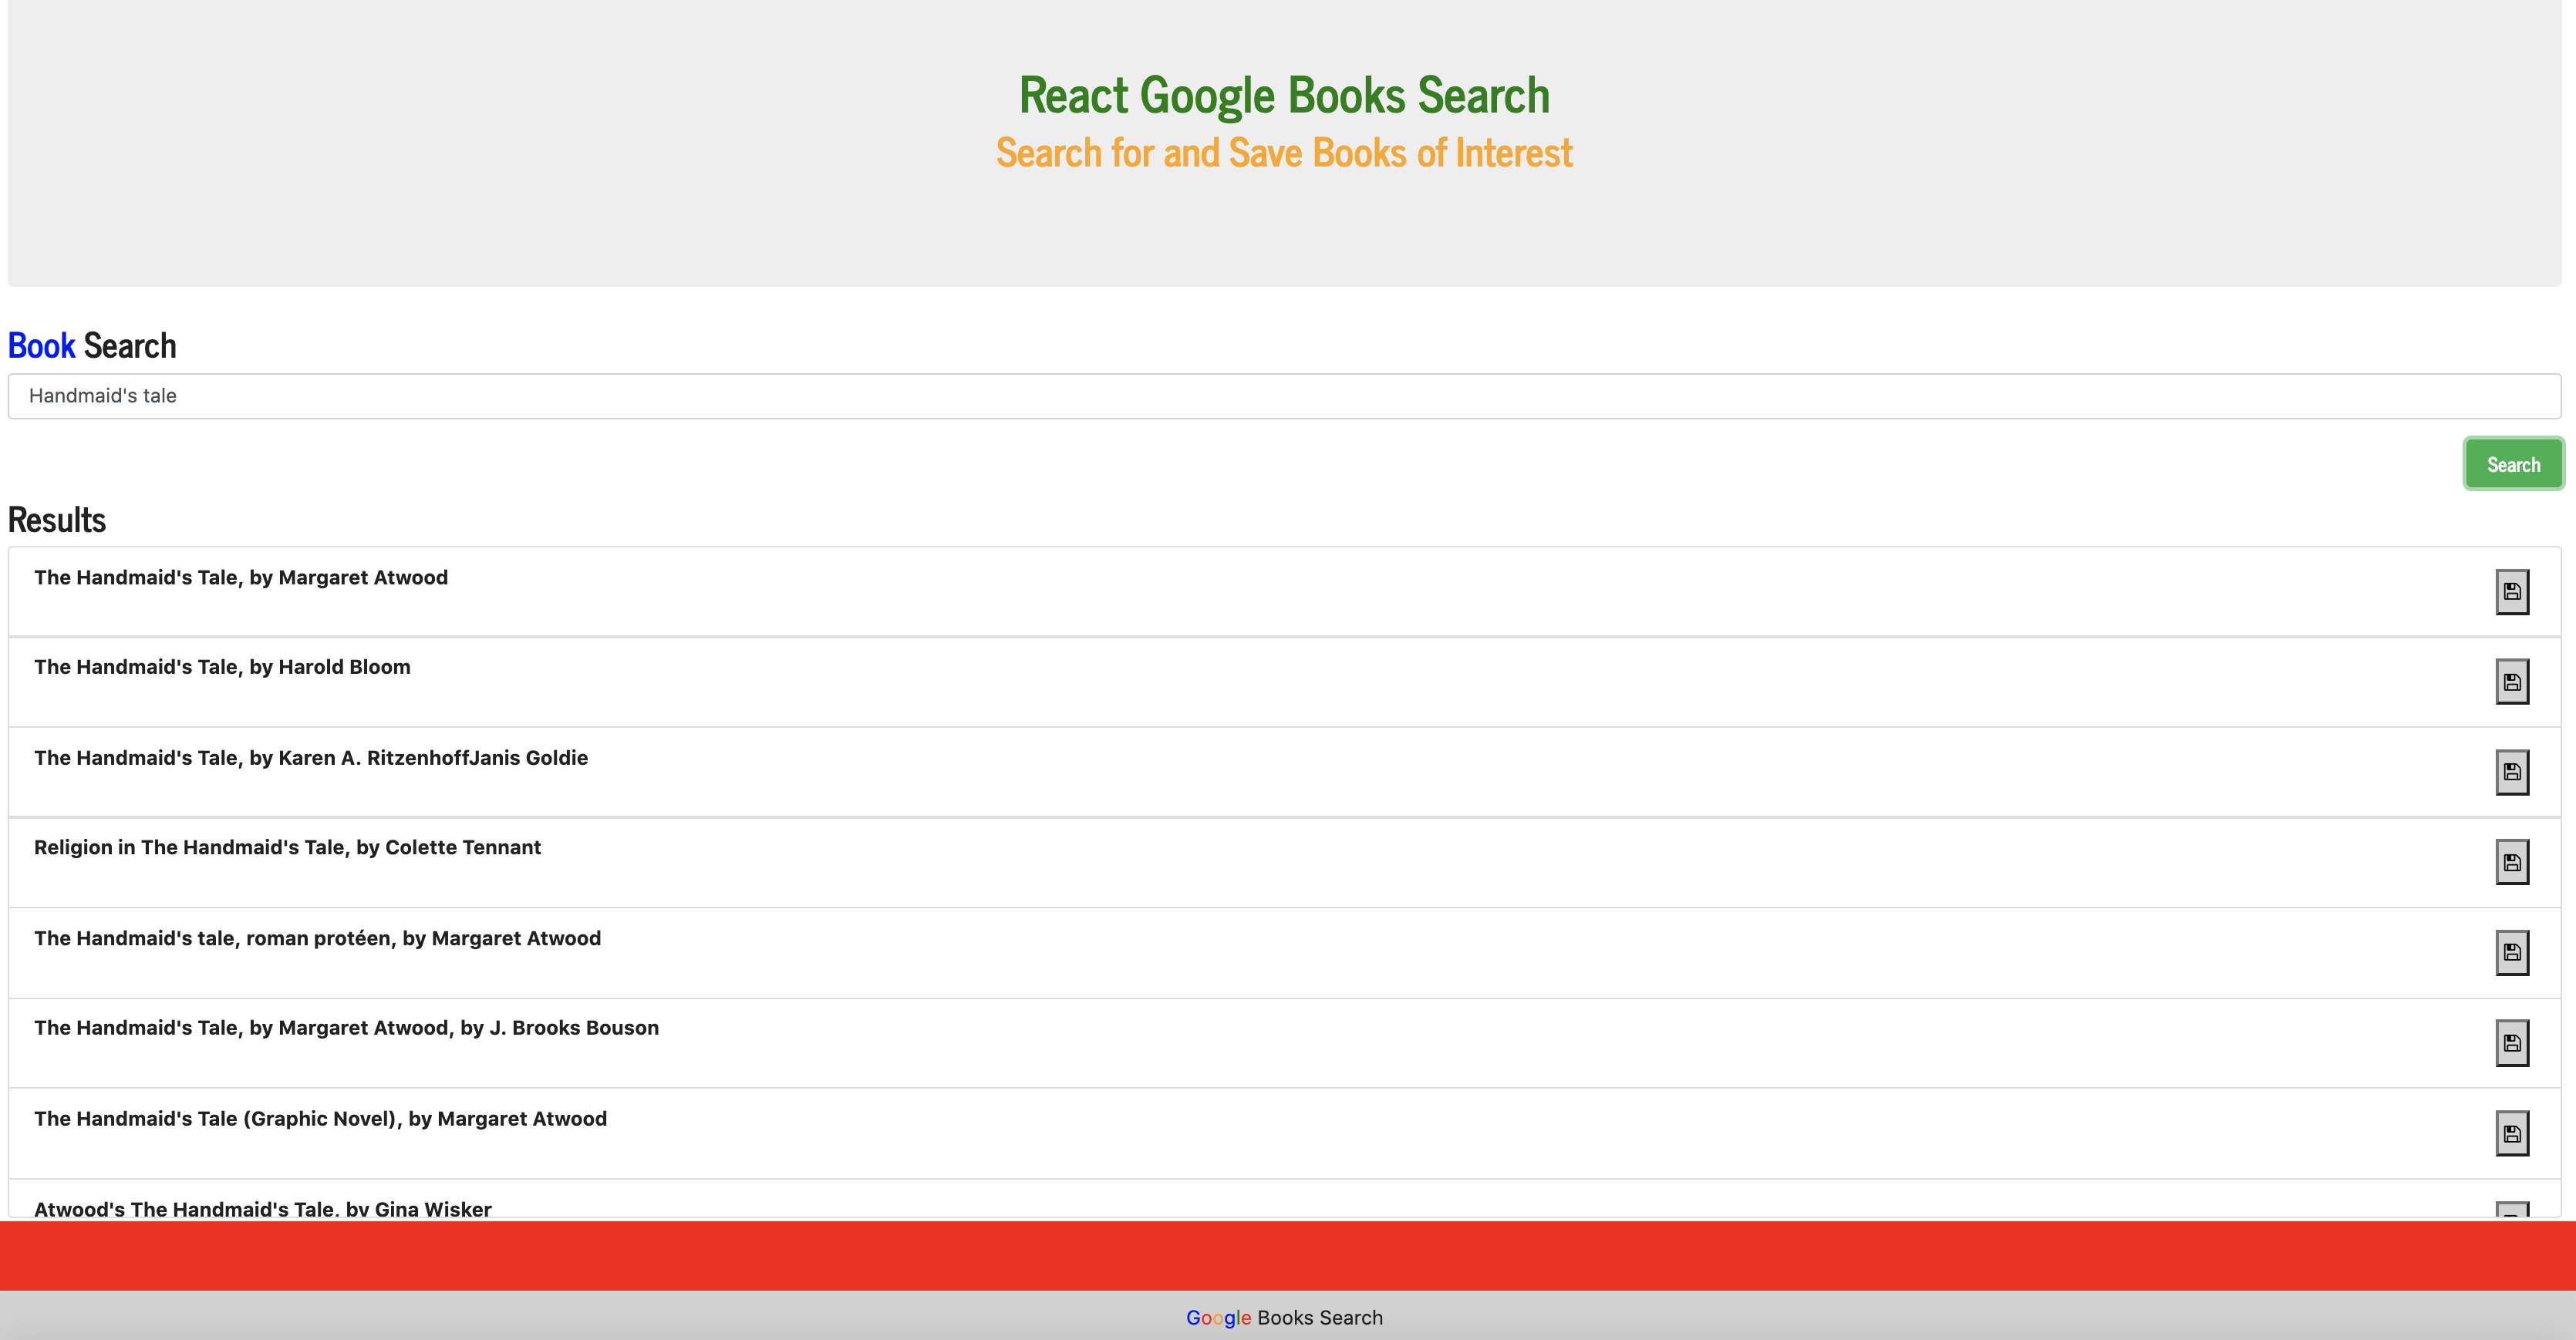 React Google Books Search
Search for and Save Books of Interest
Book Search
Handmaid's tale
Search
Results
The Handmaid's Tale, by Margaret Atwood
The Handmaid's Tale, by Harold Bloom
The Handmaid's Tale, by Karen A. RitzenhoffJanis Goldie
Religion in The Handmaid's Tale, by Colette Tennant
The Handmaid's tale, roman protéen, by Margaret Atwood
The Handmaid's Tale, by Margaret Atwood, by J. Brooks Bouson
The Handmaid's Tale (Graphic Novel), by Margaret Atwood
Atwood's The Handmaid's Tale, by Gina Wisker
Google Books Search